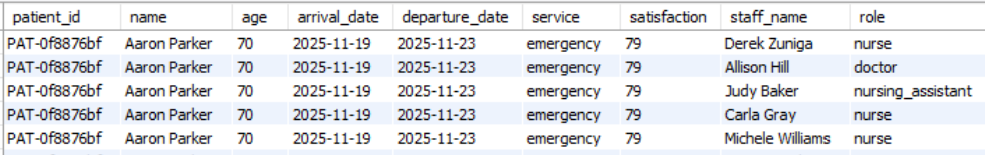 patient_id name age arrival_date departure_date service satisfaction staff_name role
PAT-0f8876bf Aaron Parker 70 2025-11-19 2025-11-23 emergency 79 Derek Zuniga nurse
PAT-0f8876bf Aaron Parker 70 2025-11-19 2025-11-23 emergency 79 Allison Hill doctor
PAT-0f8876bf Aaron Parker 70 2025-11-19 2025-11-23 emergency 79 Judy Baker nursing_assistant
PAT-0f8876bf Aaron Parker 70 2025-11-19 2025-11-23 emergency 79 Carla Gray nurse
PAT-0f8876bf Aaron Parker 70 2025-11-19 2025-11-23 emergency 79 Michele Williams nurse